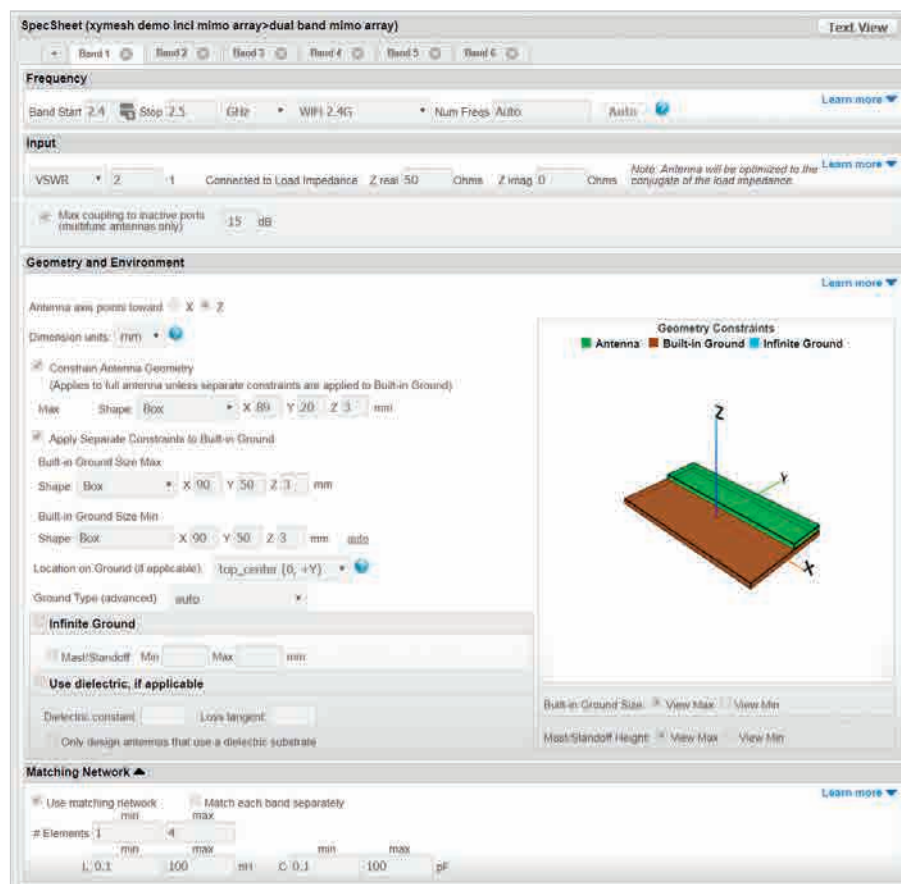 SpecSheet (xymesh demo incl mimo array>dual band mimo array) Text View
+ Band 1 Band 2 Band 3 Band 4 Band 5 Band 6
Frequency
Learn more
Band Start 2.4 Stop 2.5 GHz WIFI 2.4G Num Freqs Auto Auto
Input
Learn more
VSWR 2 :1 Connected to Load Impedance Z real 50 Ohms Z imag 0 Ohms Note: Antenna will be optimized to the
conjugate of the load impedance.
Max coupling to inactive ports
(multifunc antennas only) 15 dB
Geometry and Environment
Learn more
Antenna axis points toward X Z
Dimension units: mm
Constrain Antenna Geometry
(Applies to full antenna unless separate constraints are applied to Built-in Ground)
Max Shape: Box X 89 Y 20 Z 3 mm
Apply Separate Constraints to Built-in Ground
Built-in Ground Size Max
Shape: Box X 90 Y 50 Z 3 mm
Built-in Ground Size Min
Shape: Box X 90 Y 50 Z 3 mm auto
Location on Ground (if applicable): top_center (0, +Y)
Ground Type (advanced) auto
Infinite Ground
Mast/Standoff Min Max mm
Use dielectric, if applicable
Dielectric constant Loss tangent
Only design antennas that use a dielectric substrate
Geometry Constraints
Antenna Built-in Ground Infinite Ground
Z
Y
X
Built-in Ground Size: View Max View Min
Mast/Standoff Height: View Max View Min
Matching Network
Learn more
Use matching network Match each band separately
min max
# Elements 1 4
min max min max
L 0.1 100 nH C 0.1 100 pF